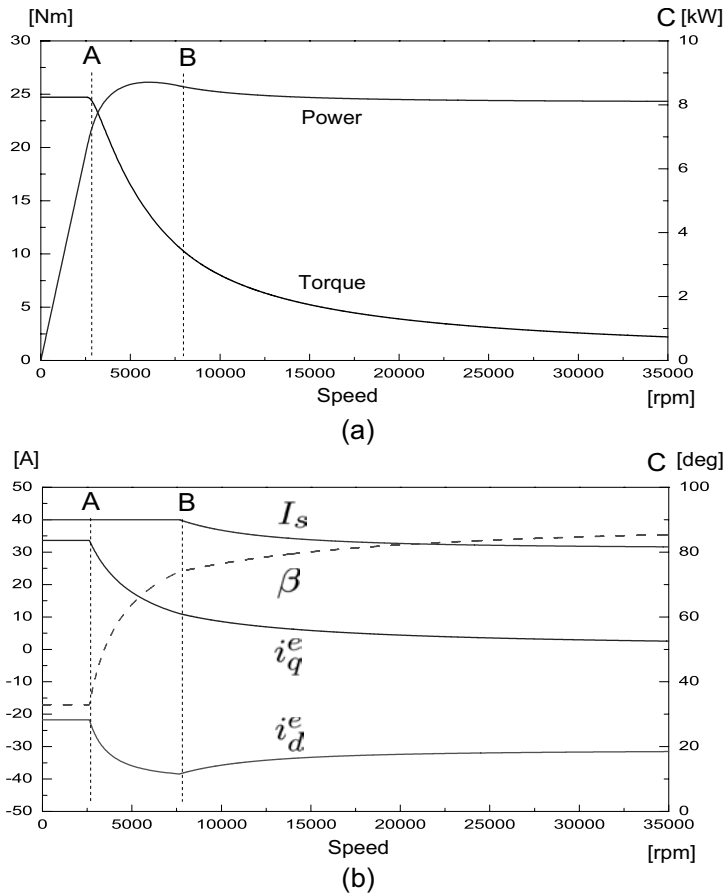 [Nm] C [kW]
30 A B 10
25 8
20 Power 6
15 4
10
Torque 2
5
0 0
0 5000 10000 15000 20000 25000 30000 35000
Speed [rpm]
(a)
[A] C [deg]
50 A B 100
40 I_s 80
30
20 β 60
10
0 i_q^e 40
-10
-20 i_d^e 20
-30
-40
-50 0
0 5000 10000 15000 20000 25000 30000 35000
Speed [rpm]
(b)